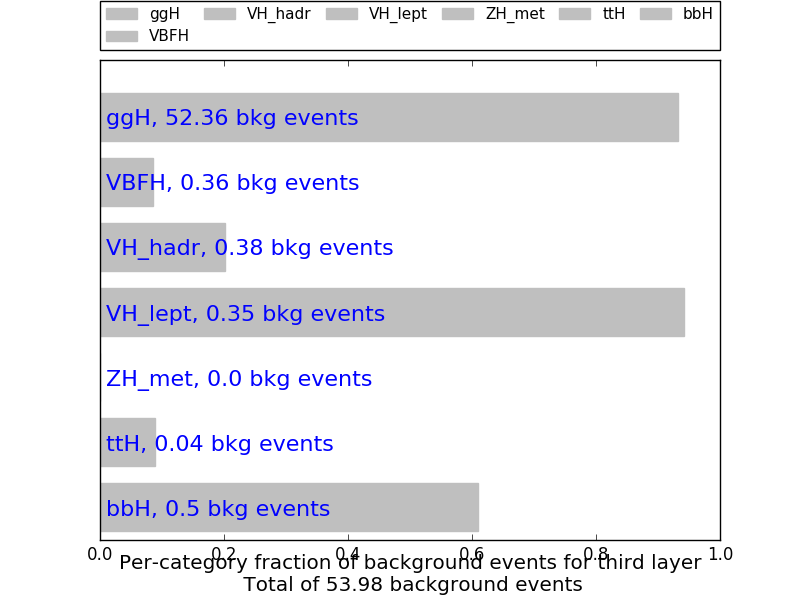 ggH VH_hadr VH_lept ZH_met ttH bbH
VBFH
ggH, 52.36 bkg events
VBFH, 0.36 bkg events
VH_hadr, 0.38 bkg events
VH_lept, 0.35 bkg events
ZH_met, 0.0 bkg events
ttH, 0.04 bkg events
bbH, 0.5 bkg events
0.0 0.2 0.4 0.6 0.8 1.0
Per-category fraction of background events for third layer
Total of 53.98 background events